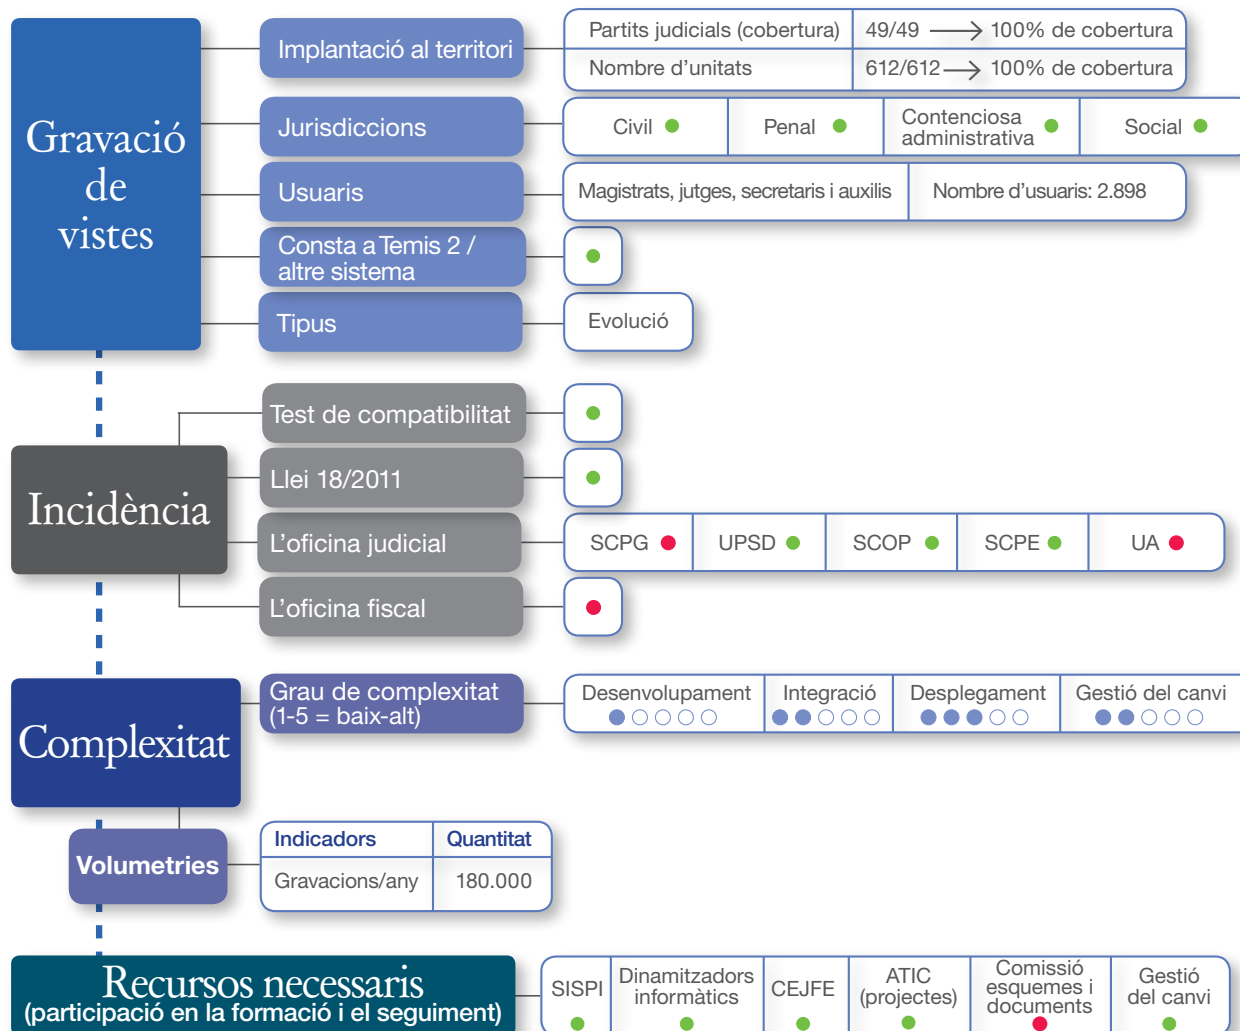 Gravació
de
vistes
Implantació al territori
Partits judicials (cobertura)
49/49 → 100% de cobertura
Nombre d'unitats
612/612 → 100% de cobertura
Jurisdiccions
Civil
Penal
Contenciosa
administrativa
Social
Usuaris
Magistrats, jutges, secretaris i auxilis
Nombre d'usuaris: 2.898
Consta a Temis 2 /
altre sistema
Tipus
Evolució
Incidència
Test de compatibilitat
Llei 18/2011
L'oficina judicial
SCPG
UPSD
SCOP
SCPE
UA
L'oficina fiscal
Complexitat
Grau de complexitat
(1-5 = baix-alt)
Desenvolupament
Integració
Desplegament
Gestió del canvi
Volumetries
Indicadors
Quantitat
Gravacions/any
180.000
Recursos necessaris
(participació en la formació i el seguiment)
SISPI
Dinamitzadors
informàtics
CEJFE
ATIC
(projectes)
Comissió
esquemes i
documents
Gestió
del canvi